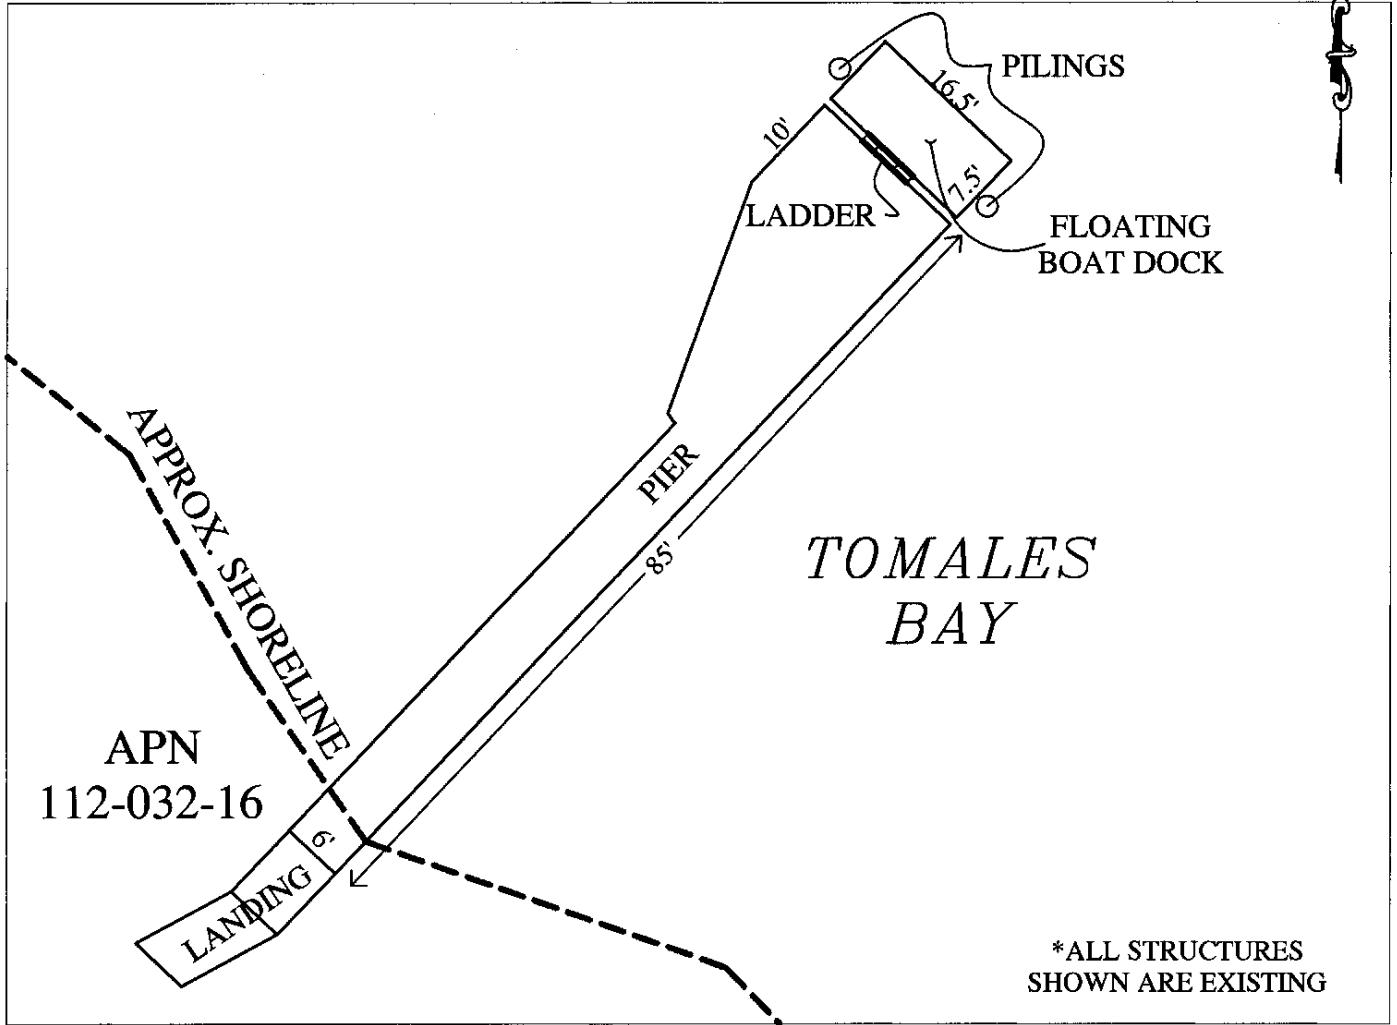 PILINGS
16.5'
10'
7.5'
LADDER
FLOATING
BOAT DOCK
APPROX. SHORELINE
PIER
85'
TOMALES
BAY
APN
112-032-16
6'
LANDING
*ALL STRUCTURES
SHOWN ARE EXISTING